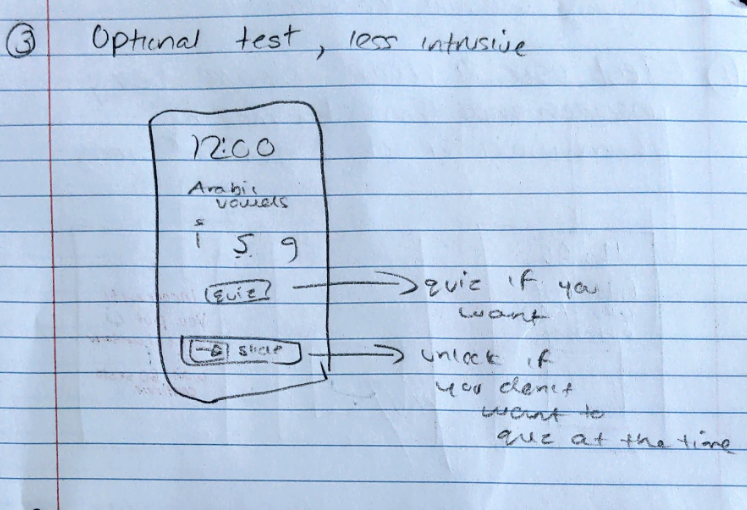 ③ Optional test, less intrusive
12:00
Arabic
vowels
أ ي و
quiz?
→ slide
quiz if you
want
unlock if
you don't
want to
quiz at the time